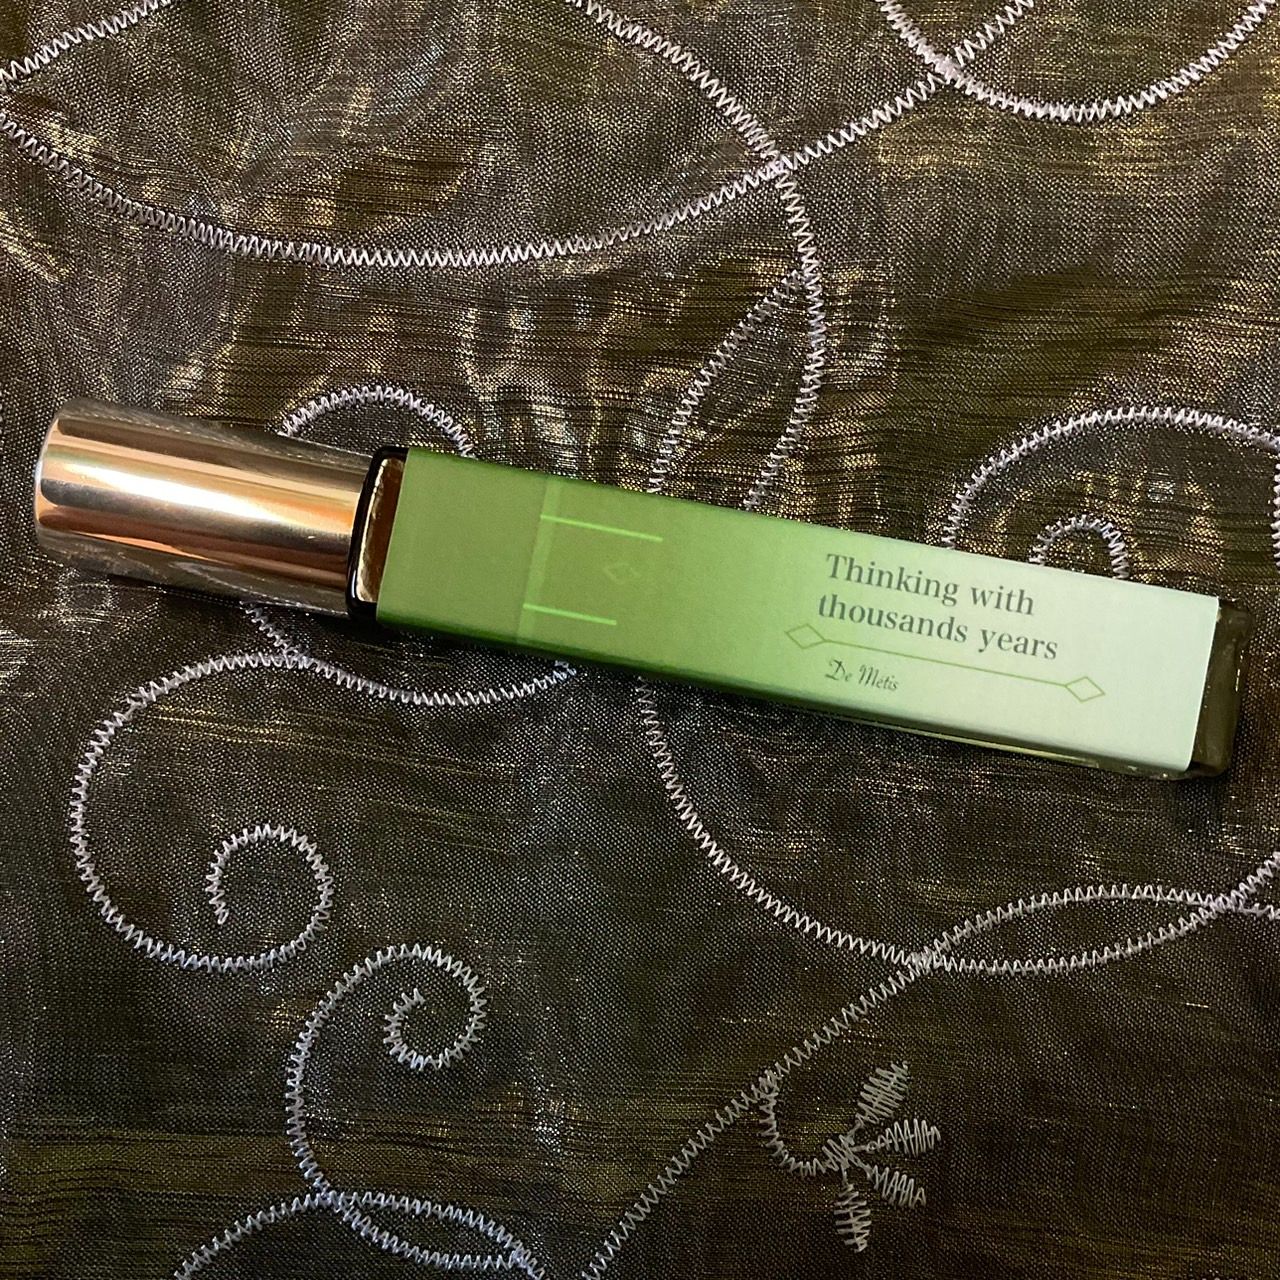 Thinking with
thousands years
De Métis